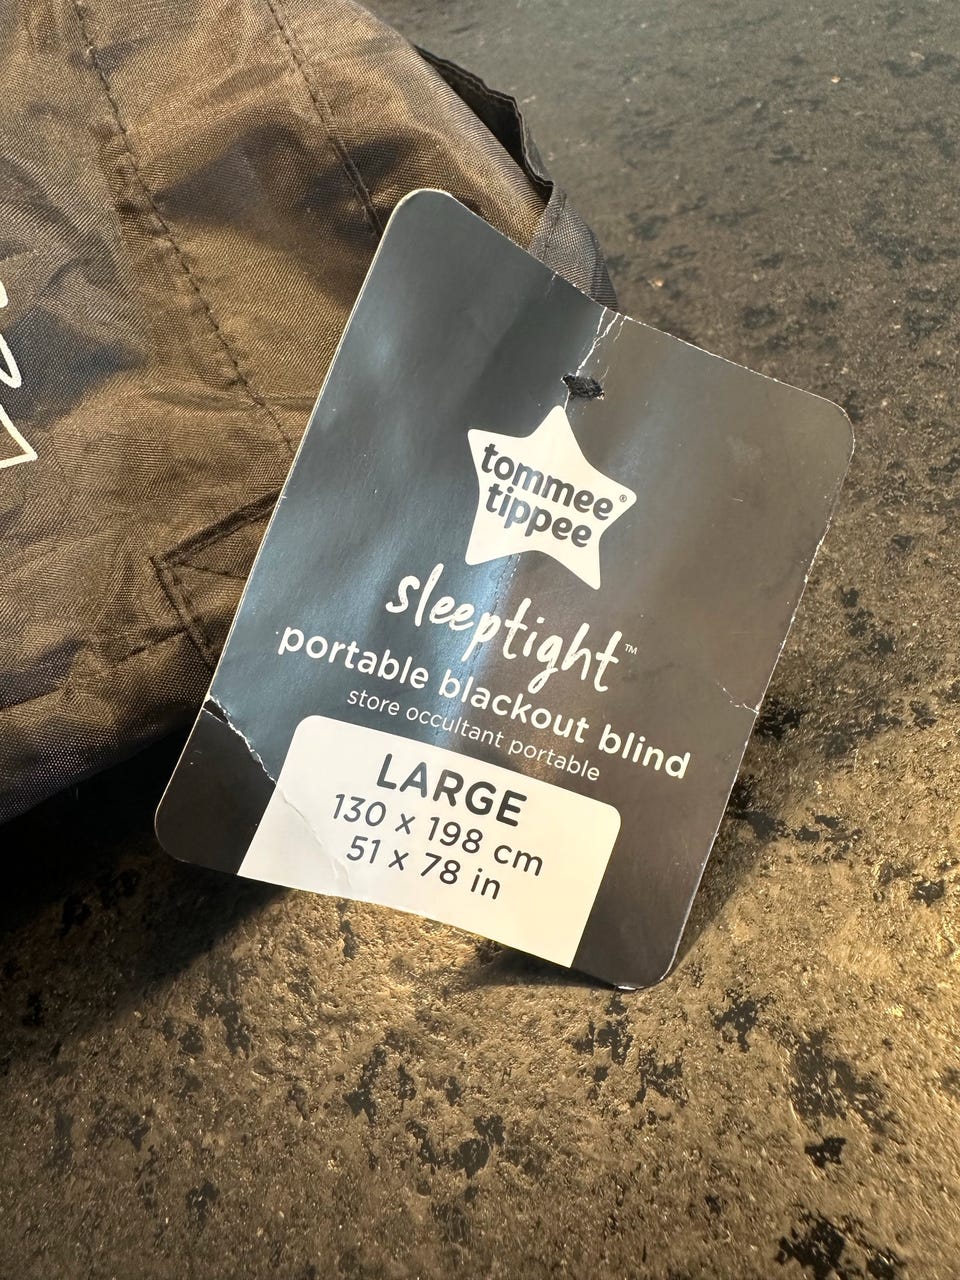 tommee
tippee®
sleeptight™
portable blackout blind
store occultant portable
LARGE
130 x 198 cm
51 x 78 in